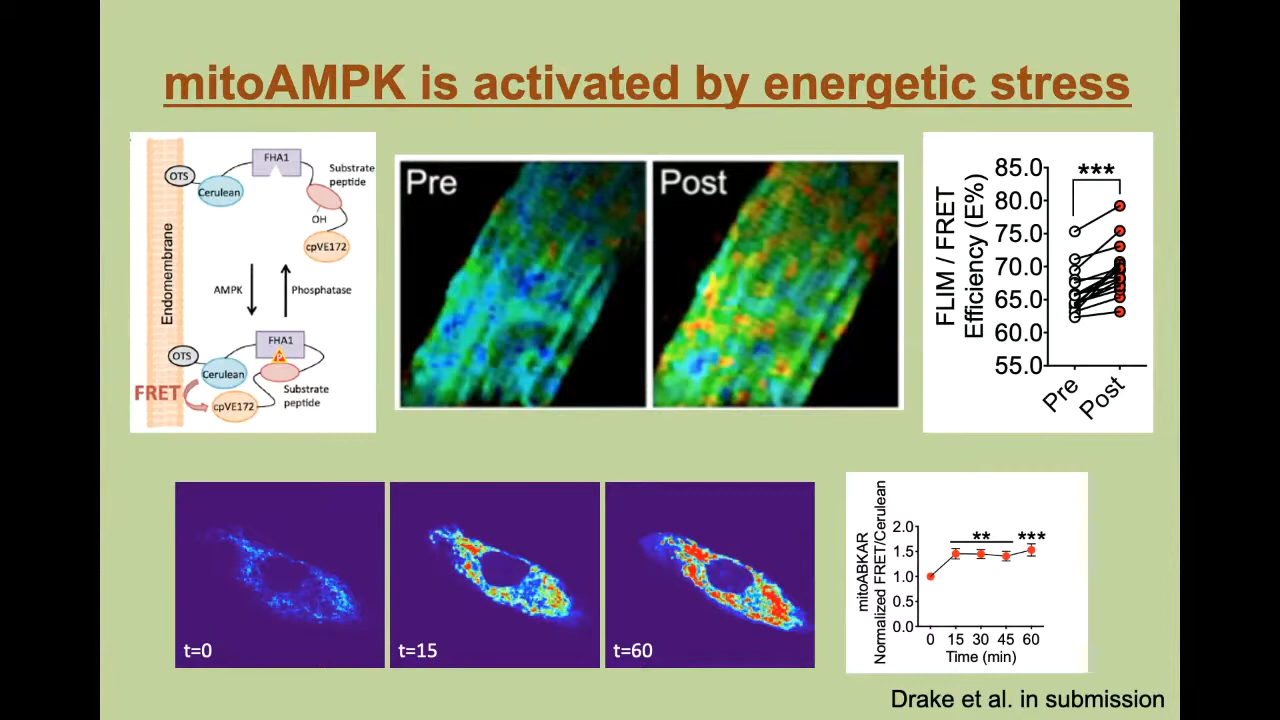 mitoAMPK is activated by energetic stress
FHA1
OTS
Cerulean
Substrate
peptide
OH
cpVE172
Endomembrane
AMPK
Phosphatase
FHA1
P
OTS
Cerulean
FRET
cpVE172
Substrate
peptide
Pre
Post
FLIM / FRET
Efficiency (E%)
85.0
80.0
75.0
70.0
65.0
60.0
55.0
***
Pre
Post
t=0
t=15
t=60
mitoABKAR
Normalized FRET/Cerulean
2.0
1.5
1.0
0.5
0.0
** ***
0 15 30 45 60
Time (min)
Drake et al. in submission